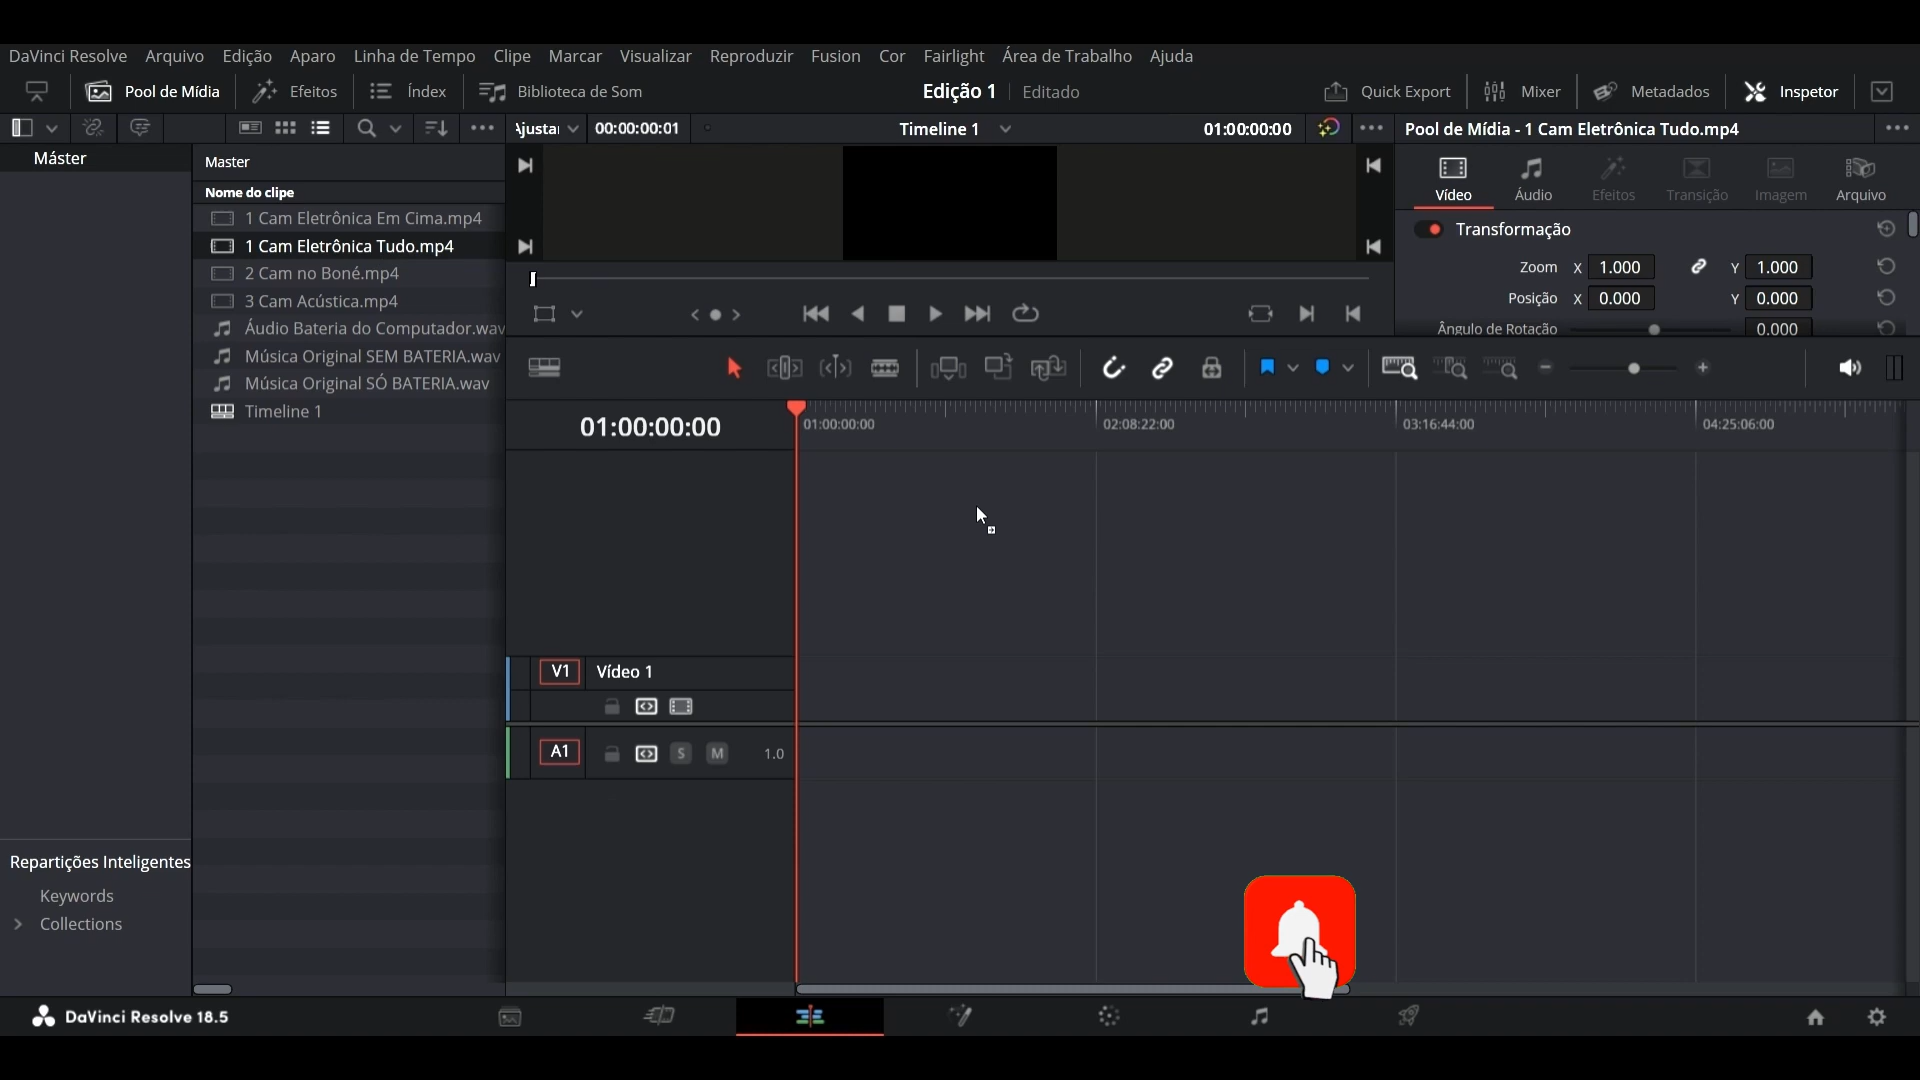 DaVinci Resolve Arquivo Edição Aparo Linha de Tempo Clipe Marcar Visualizar Reproduzir Fusion Cor Fairlight Área de Trabalho Ajuda
Pool de Mídia Efeitos Índex Biblioteca de Som Edição 1 Editado Quick Export Mixer Metadados Inspetor
00:00:00:01 Timeline 1 01:00:00:00 Pool de Mídia - 1 Cam Eletrônica Tudo.mp4
Máster
Master
Nome do clipe
1 Cam Eletrônica Em Cima.mp4
1 Cam Eletrônica Tudo.mp4
2 Cam no Boné.mp4
3 Cam Acústica.mp4
Áudio Bateria do Computador.wav
Música Original SEM BATERIA.wav
Música Original SÓ BATERIA.wav
Timeline 1
Vídeo Áudio Efeitos Transição Imagem Arquivo
Transformação
Zoom X 1.000 Y 1.000
Posição X 0.000 Y 0.000
Ângulo de Rotação 0.000
01:00:00:00
01:00:00:00 02:08:22:00 03:16:44:00 04:25:06:00
V1 Vídeo 1
A1 S M 1.0
Repartições Inteligentes
Keywords
Collections
DaVinci Resolve 18.5